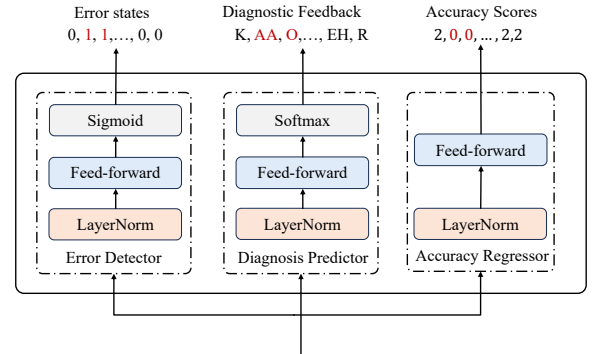 Error states
0, 1, 1,..., 0, 0
Diagnostic Feedback
K, AA, O,..., EH, R
Accuracy Scores
2, 0, 0, ... , 2,2
Sigmoid
Feed-forward
LayerNorm
Error Detector
Softmax
Feed-forward
LayerNorm
Diagnosis Predictor
Feed-forward
LayerNorm
Accuracy Regressor